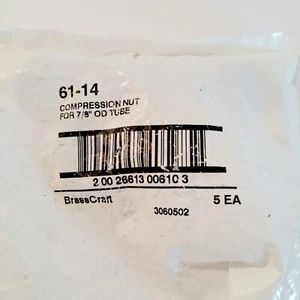 61-14
COMPRESSION NUT
FOR 7/8" OD TUBE
2 00 26613 00610 3
BrassCraft
5 EA
3060502